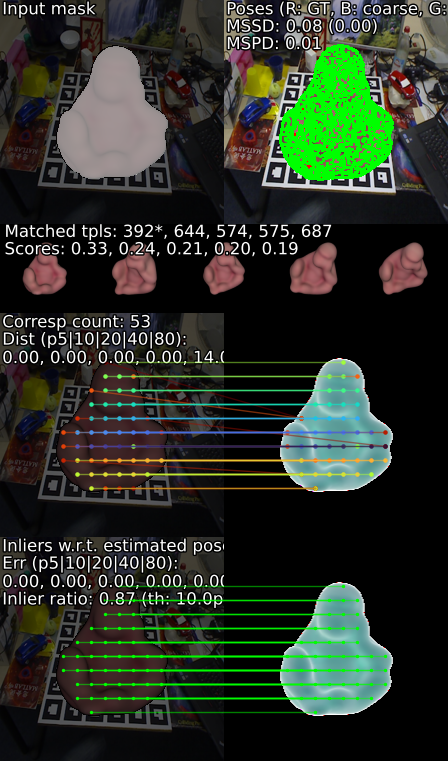 Input mask
Poses (R: GT, B: coarse, G:
MSSD: 0.08 (0.00)
MSPD: 0.01
Matched tpls: 392*, 644, 574, 575, 687
Scores: 0.33, 0.24, 0.21, 0.20, 0.19
Corresp count: 53
Dist (p5|10|20|40|80):
0.00, 0.00, 0.00, 0.00, 14.0
Inliers w.r.t. estimated pos
Err (p5|10|20|40|80):
0.00, 0.00, 0.00, 0.00, 0.00
Inlier ratio: 0.87 (th: 10.0p